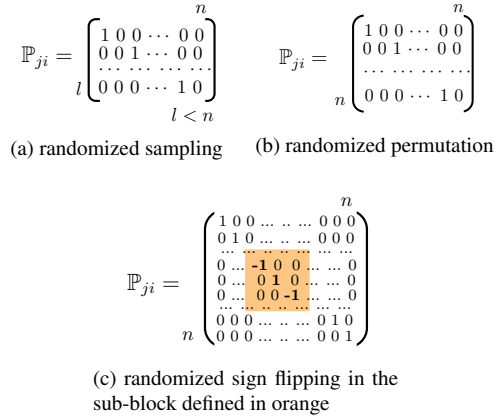 n
1 0 0 ⋯ 0 0
0 0 1 ⋯ 0 0
⋯ ⋯ ⋯ ⋯
ℙji =
l 0 0 0 ⋯ 1 0
l < n
(a) randomized sampling
n
1 0 0 ⋯ 0 0
0 0 1 ⋯ 0 0
ℙji =
⋯ ⋯ ⋯ ⋯
n 0 0 0 ⋯ 1 0
(b) randomized permutation
n
1 0 0 ... .. ... 0 0 0
0 1 0 ... .. ... 0 0 0
... ... ... ... .. ... ... ... ...
0 ... -1 0 0 ... ... 0
ℙji =
0 ... 0 1 0 ... ... 0
0 ... 0 0 -1 ... ... 0
... ... ... ... .. ... ... ... ...
0 0 0 ... .. ... 0 1 0
n 0 0 0 ... .. ... 0 0 1
(c) randomized sign flipping in the
sub-block defined in orange